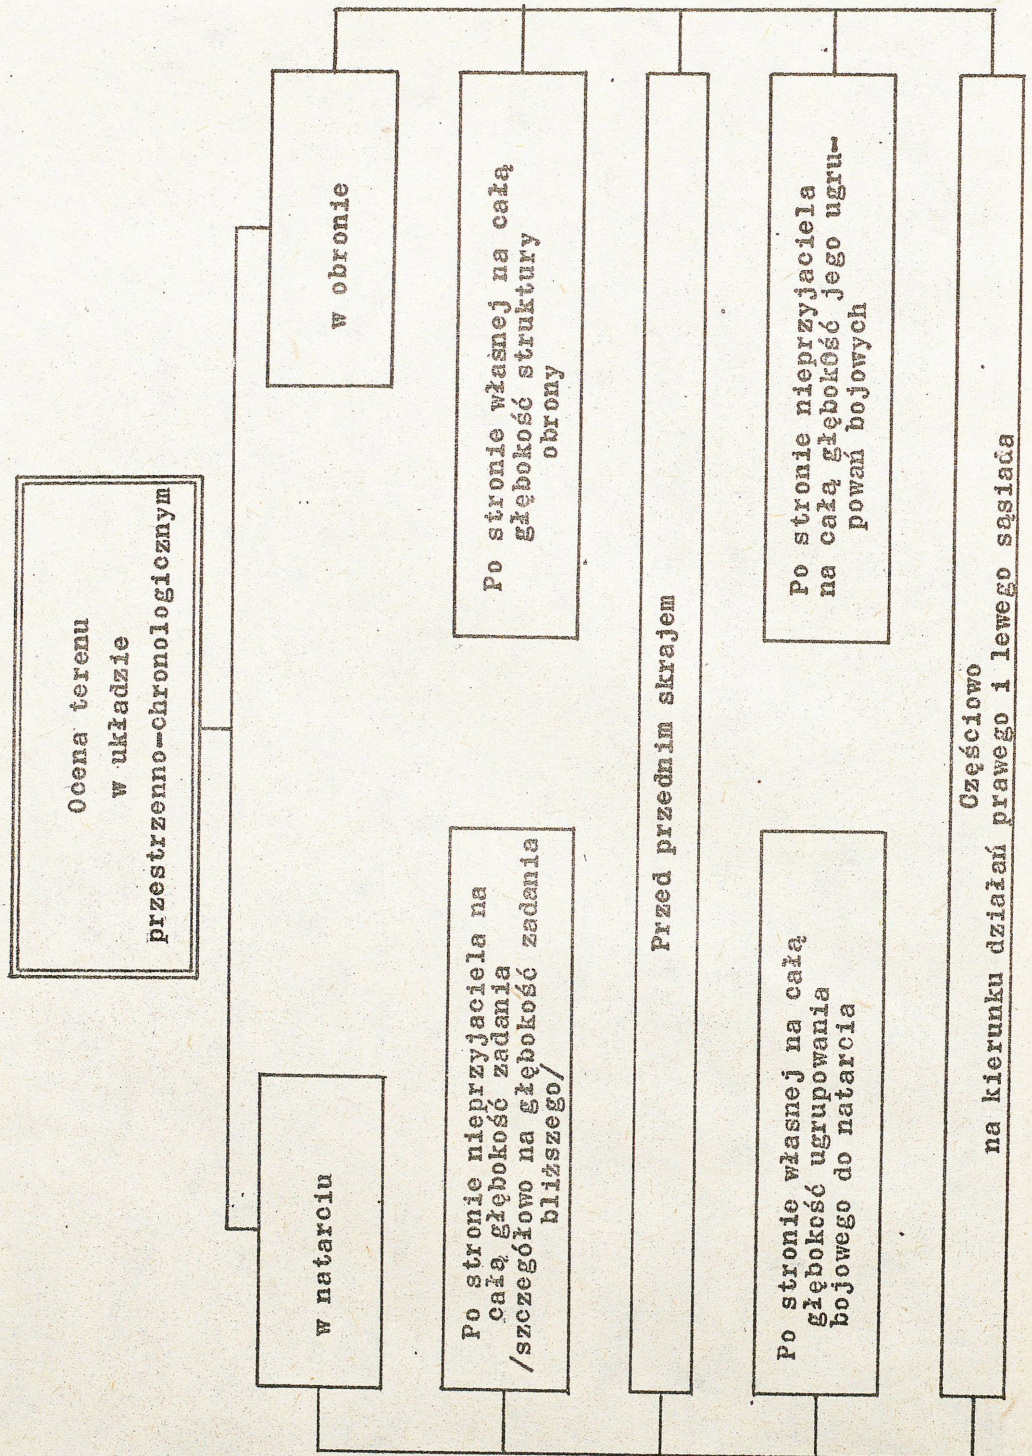 Ocena terenu
w układzie
przestrzenno-chronologicznym
w natarciu
w obronie
Po stronie nieprzyjaciela na
całą głębokość zadania
/szczegółowo na głębokość zadania
bliższego/
Po stronie własnej na całą
głębokość struktury
obrony
Przed przednim skrajem
Po stronie własnej na całą
głębokość ugrupowania
bojowego do natarcia
Po stronie nieprzyjaciela
na całą głębokość jego ugru-
powań bojowych
Częściowo
na kierunku działań prawego i lewego sąsiada